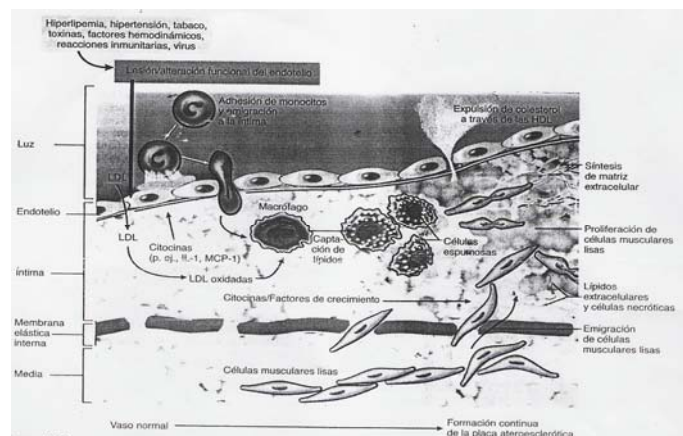 Hiperlipemia, hipertensión, tabaco,
toxinas, factores hemodinámicos,
reacciones inmunitarias, virus
Lesión/alteración funcional del endotelio
Adhesión de monocitos
y emigración
a la íntima
Expulsión de colesterol
a través de las HDL
Luz
LDL
Síntesis
de matriz
extracelular
Endotelio
Macrófago
LDL
Citocinas
(p. ej., IL-1, MCP-1)
Capta-
ción de
lípidos
Células
espumosas
Proliferación de
células musculares
lisas
LDL oxidadas
íntima
Citocinas/Factores de crecimiento
Lípidos
extracelulares
y células necróticas
Membrana
elástica
interna
Emigración
de células
musculares lisas
Media
Células musculares lisas
Vaso normal
Formación continua
de la placa ateroesclerótica